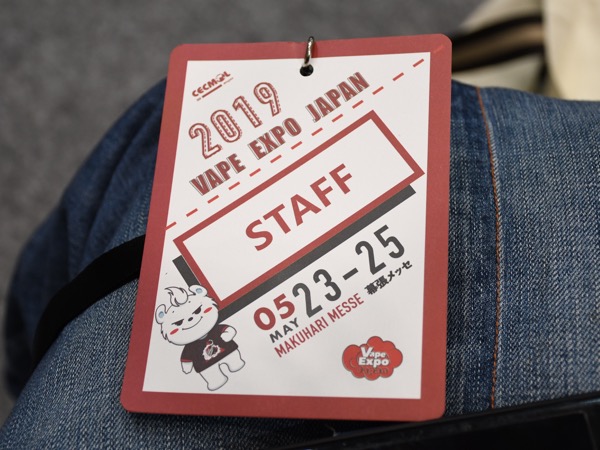 CECMOL
2019
VAPE EXPO JAPAN
STAFF
05 23-25
MAY
MAKUHARI MESSE 幕張メッセ
Vape
Expo